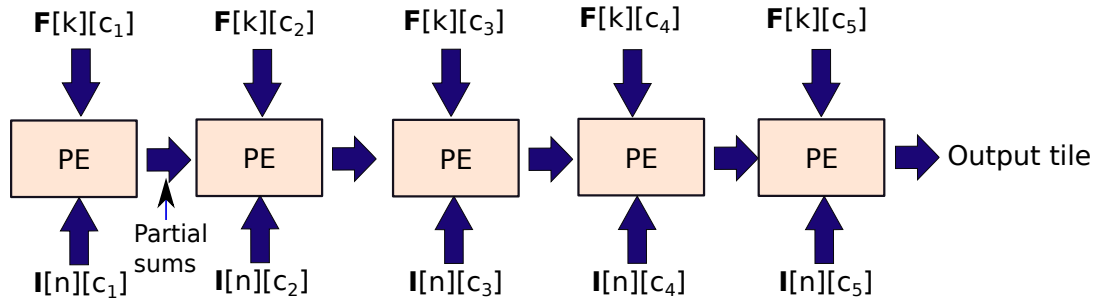 F[k][c₁] F[k][c₂] F[k][c₃] F[k][c₄] F[k][c₅]
PE PE PE PE PE Output tile
Partial
sums
I[n][c₁] I[n][c₂] I[n][c₃] I[n][c₄] I[n][c₅]